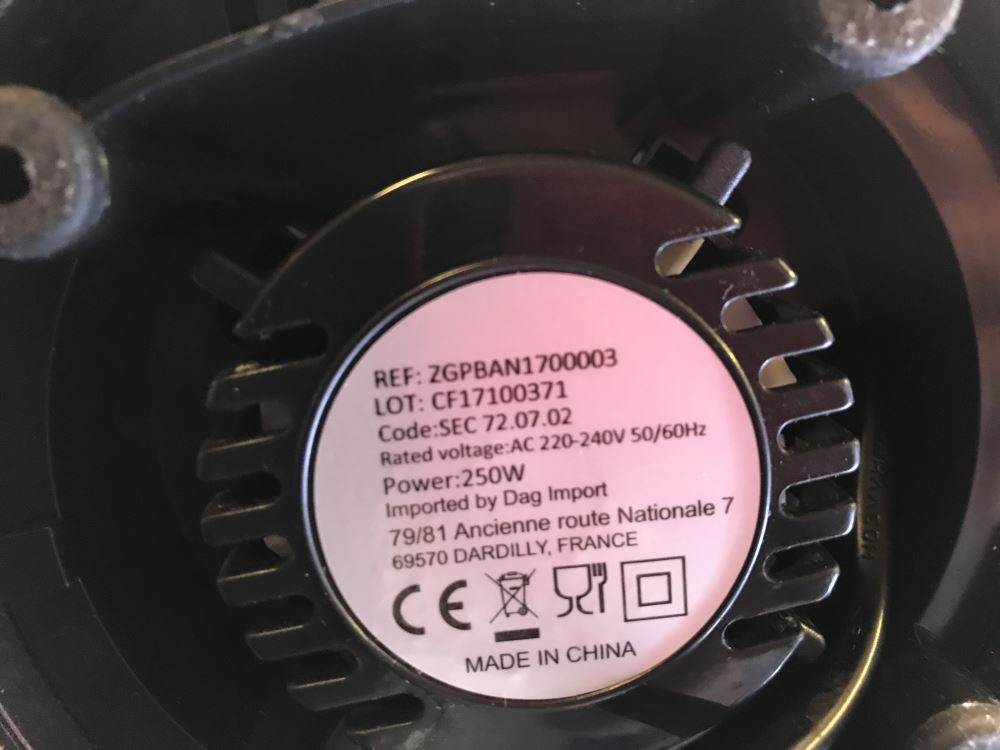 REF: ZGPBAN1700003
LOT: CF17100371
Code:SEC 72.07.02
Rated voltage:AC 220-240V 50/60Hz
Power:250W
Imported by Dag Import
79/81 Ancienne route Nationale 7
69570 DARDILLY, FRANCE
CE
MADE IN CHINA